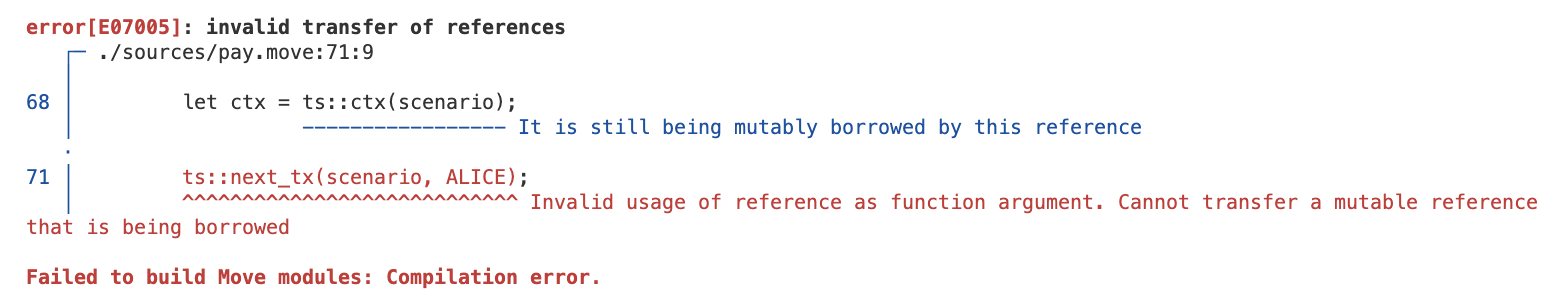 error[E07005]: invalid transfer of references
┌─ ./sources/pay.move:71:9
68 │ let ctx = ts::ctx(scenario);
│ ----------------- It is still being mutably borrowed by this reference
·
71 │ ts::next_tx(scenario, ALICE);
│ ^^^^^^^^^^^^^^^^^^^^^^^^^^^^ Invalid usage of reference as function argument. Cannot transfer a mutable reference
that is being borrowed
Failed to build Move modules: Compilation error.